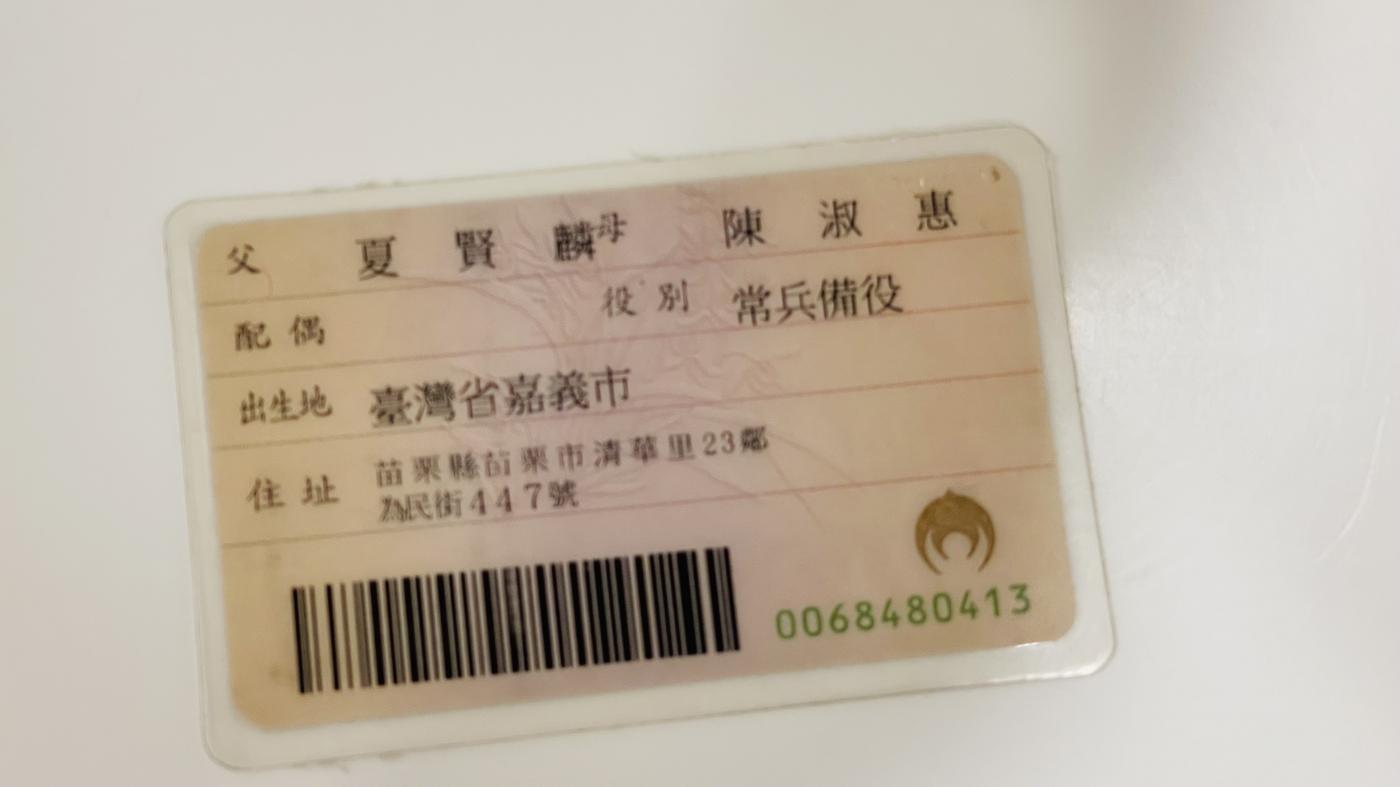 父 夏賢麟 母 陳淑惠
配偶 役別 常兵備役
出生地 臺灣省嘉義市
住址 苗栗縣苗栗市清華里23鄰
為民街447號
0068480413